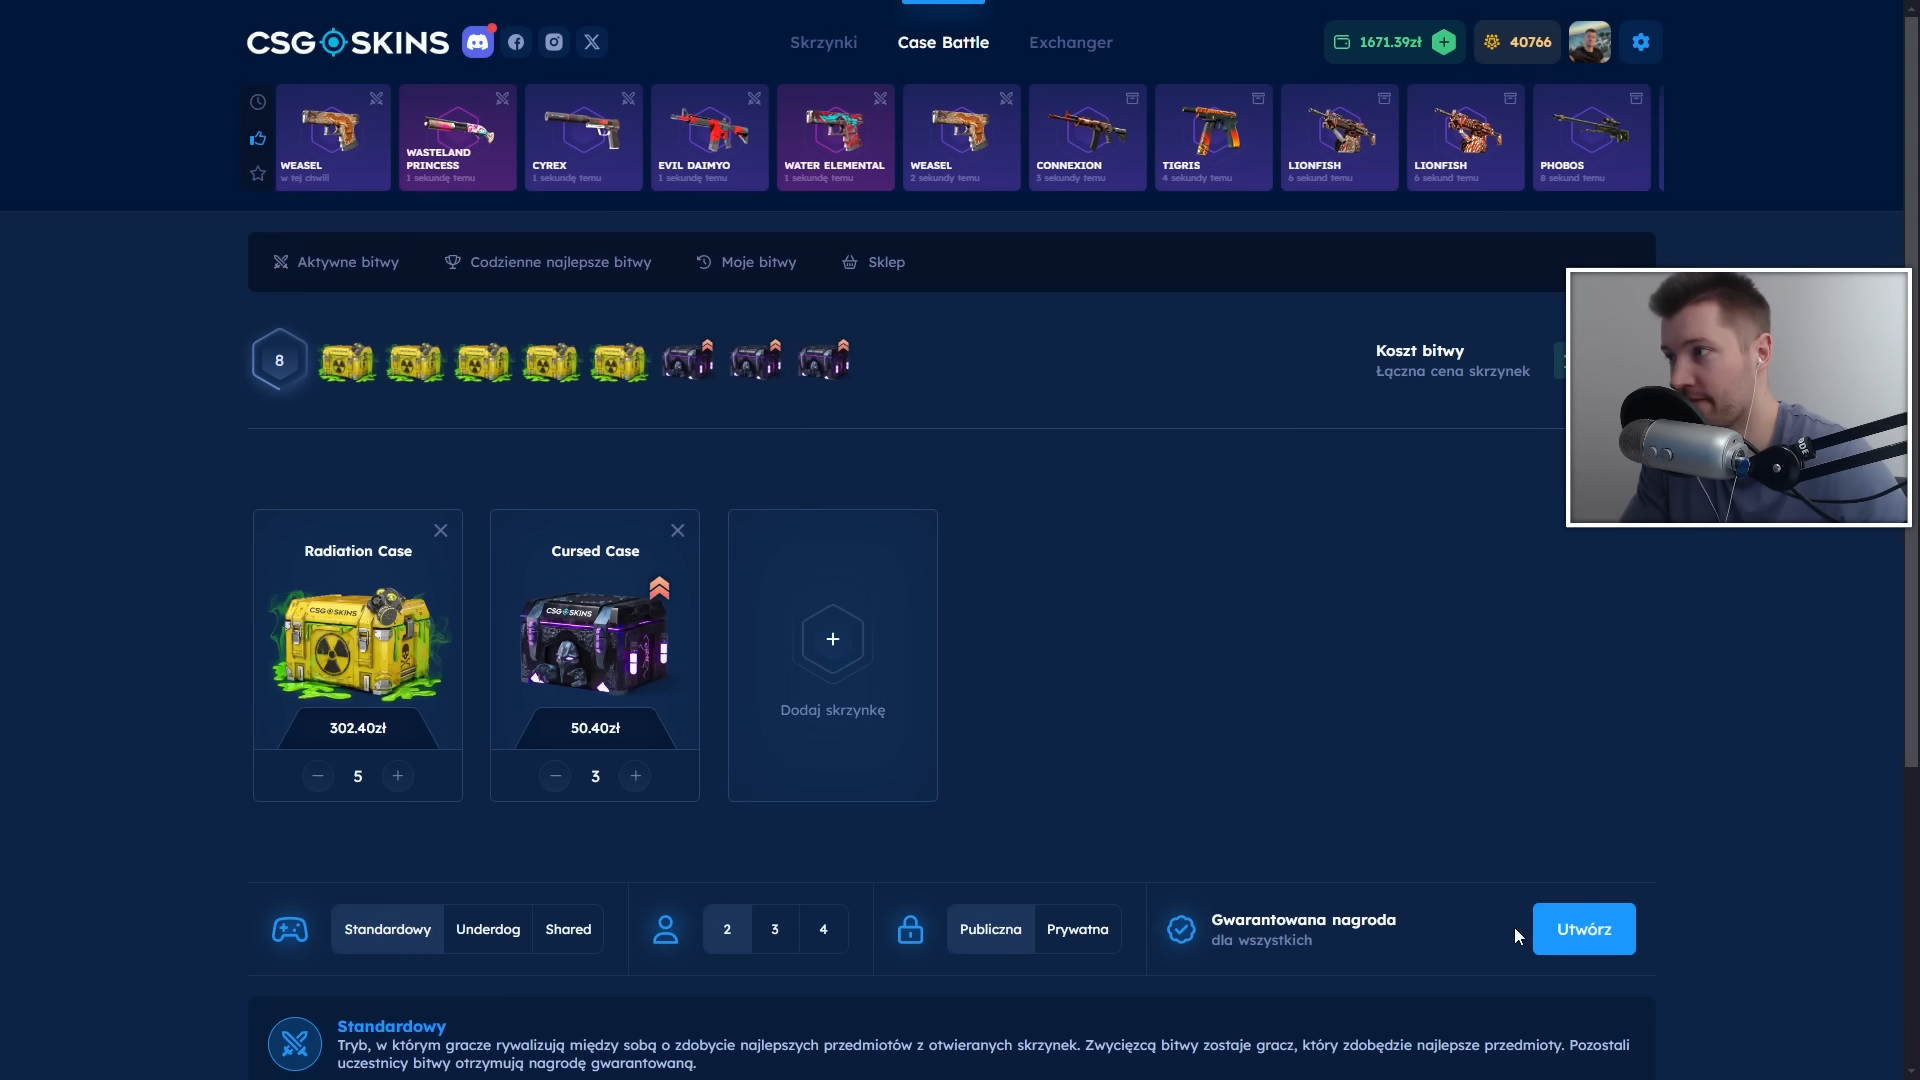 CSG SKINS
Skrzynki
Case Battle
Exchanger
1671.39zł
40766
WEASEL
w tej chwili
WASTELAND
PRINCESS
1 sekundę temu
CYREX
1 sekundę temu
EVIL DAIMYO
1 sekundę temu
WATER ELEMENTAL
1 sekundę temu
WEASEL
2 sekundy temu
CONNEXION
3 sekundy temu
TIGRIS
4 sekundy temu
LIONFISH
6 sekund temu
LIONFISH
6 sekund temu
PHOBOS
8 sekund temu
Aktywne bitwy
Codzienne najlepsze bitwy
Moje bitwy
Sklep
8
Koszt bitwy
Łączna cena skrzynek
Radiation Case
CSG SKINS
302.40zł
5
Cursed Case
CSG SKINS
50.40zł
3
Dodaj skrzynkę
Standardowy
Underdog
Shared
2
3
4
Publiczna
Prywatna
Gwarantowana nagroda
dla wszystkich
Utwórz
Standardowy
Tryb, w którym gracze rywalizują między sobą o zdobycie najlepszych przedmiotów z otwieranych skrzynek. Zwycięzcą bitwy zostaje gracz, który zdobędzie najlepsze przedmioty. Pozostali
uczestnicy bitwy otrzymują nagrodę gwarantowaną.